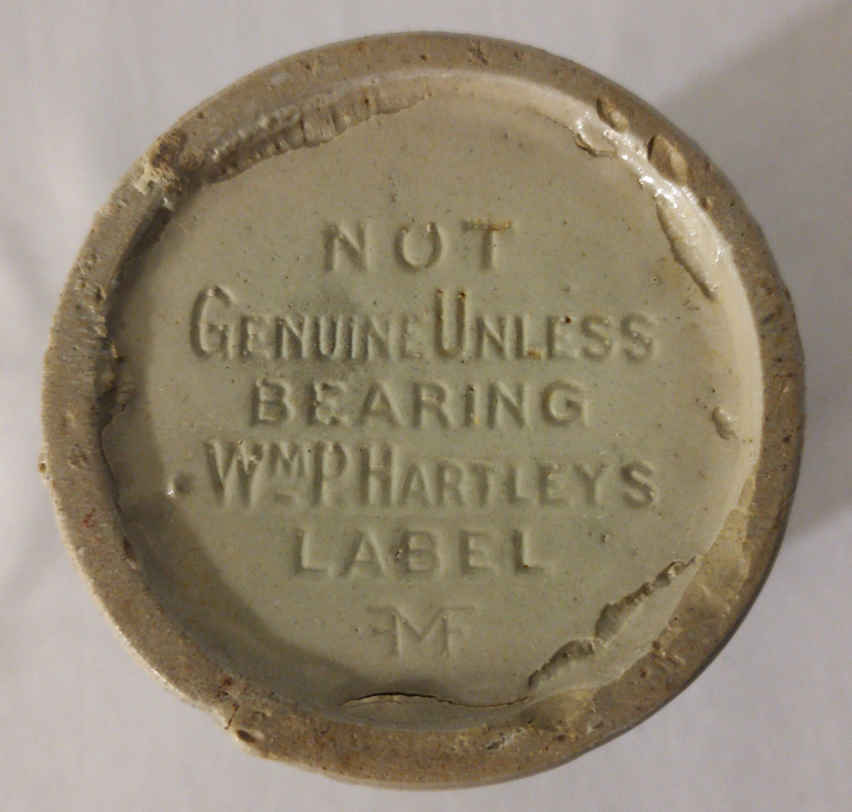 NOT
GENUINE UNLESS
BEARING
WM P HARTLEYS
LABEL